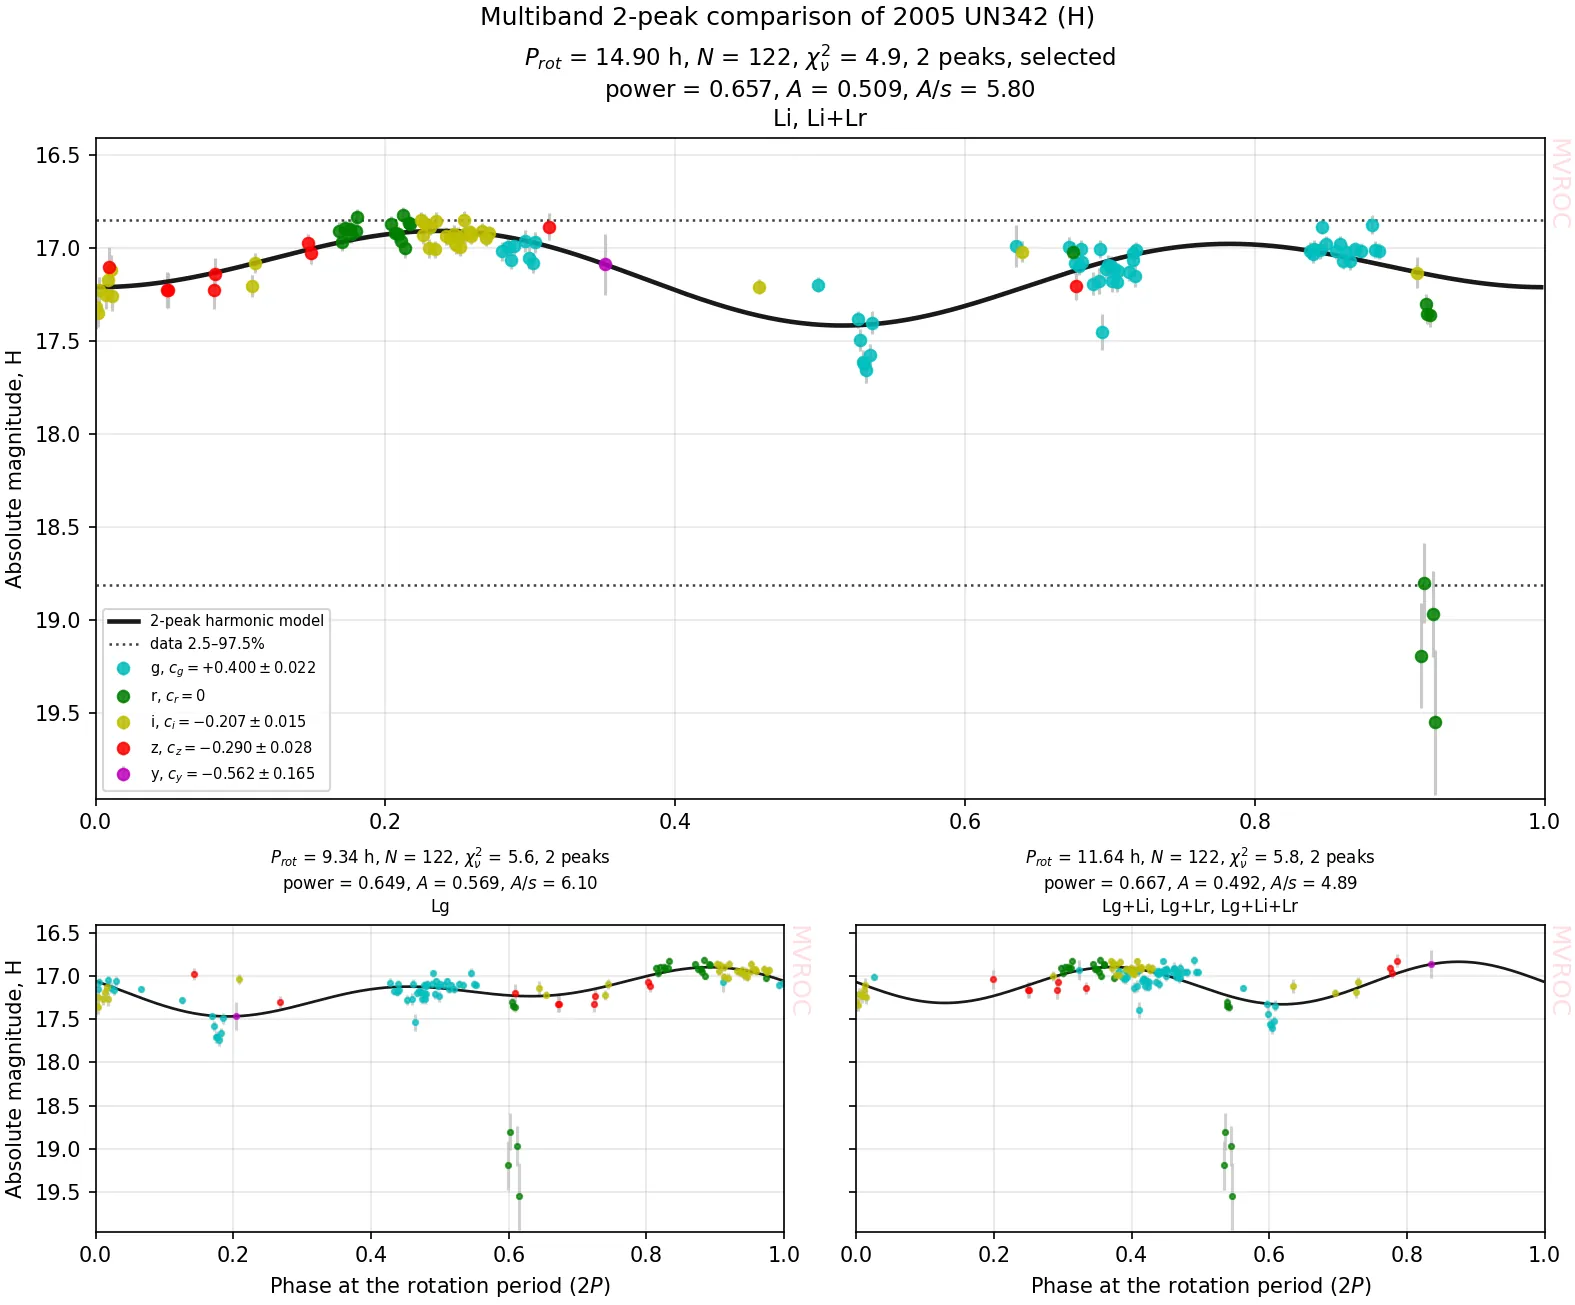 Multiband 2-peak comparison of 2005 UN342 (H)
P_rot = 14.90 h, N = 122, χ²_ν = 4.9, 2 peaks, selected
power = 0.657, A = 0.509, A/s = 5.80
Li, Li+Lr
16.5
17.0
17.5
18.0
18.5
19.0
19.5
Absolute magnitude, H
MVROC
2-peak harmonic model
data 2.5–97.5%
g, c_g = +0.400 ± 0.022
r, c_r = 0
i, c_i = −0.207 ± 0.015
z, c_z = −0.290 ± 0.028
y, c_y = −0.562 ± 0.165
0.0 0.2 0.4 0.6 0.8 1.0
P_rot = 9.34 h, N = 122, χ²_ν = 5.6, 2 peaks
power = 0.649, A = 0.569, A/s = 6.10
Lg
16.5
17.0
17.5
18.0
18.5
19.0
19.5
Absolute magnitude, H
MVROC
0.0 0.2 0.4 0.6 0.8 1.0
Phase at the rotation period (2P)
P_rot = 11.64 h, N = 122, χ²_ν = 5.8, 2 peaks
power = 0.667, A = 0.492, A/s = 4.89
Lg+Li, Lg+Lr, Lg+Li+Lr
MVROC
0.0 0.2 0.4 0.6 0.8 1.0
Phase at the rotation period (2P)